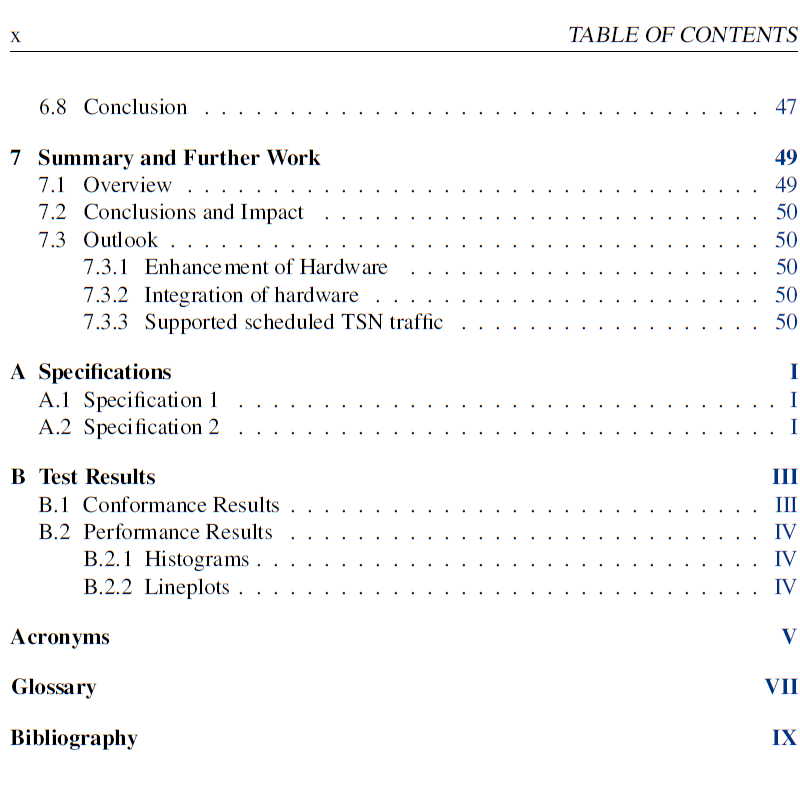 x TABLE OF CONTENTS
6.8 Conclusion . . . . . . . . . . . . . . . . . . . . . . . . . . . . . . . . . 47
7 Summary and Further Work 49
7.1 Overview . . . . . . . . . . . . . . . . . . . . . . . . . . . . . . . . . . 49
7.2 Conclusions and Impact . . . . . . . . . . . . . . . . . . . . . . . . . . 50
7.3 Outlook . . . . . . . . . . . . . . . . . . . . . . . . . . . . . . . . . . . 50
7.3.1 Enhancement of Hardware . . . . . . . . . . . . . . . . . . . . . 50
7.3.2 Integration of hardware . . . . . . . . . . . . . . . . . . . . . . . 50
7.3.3 Supported scheduled TSN traffic . . . . . . . . . . . . . . . . . . 50
A Specifications I
A.1 Specification 1 . . . . . . . . . . . . . . . . . . . . . . . . . . . . . . . . I
A.2 Specification 2 . . . . . . . . . . . . . . . . . . . . . . . . . . . . . . . . I
B Test Results III
B.1 Conformance Results . . . . . . . . . . . . . . . . . . . . . . . . . . . . III
B.2 Performance Results . . . . . . . . . . . . . . . . . . . . . . . . . . . . IV
B.2.1 Histograms . . . . . . . . . . . . . . . . . . . . . . . . . . . . . . IV
B.2.2 Lineplots . . . . . . . . . . . . . . . . . . . . . . . . . . . . . . . IV
Acronyms V
Glossary VII
Bibliography IX